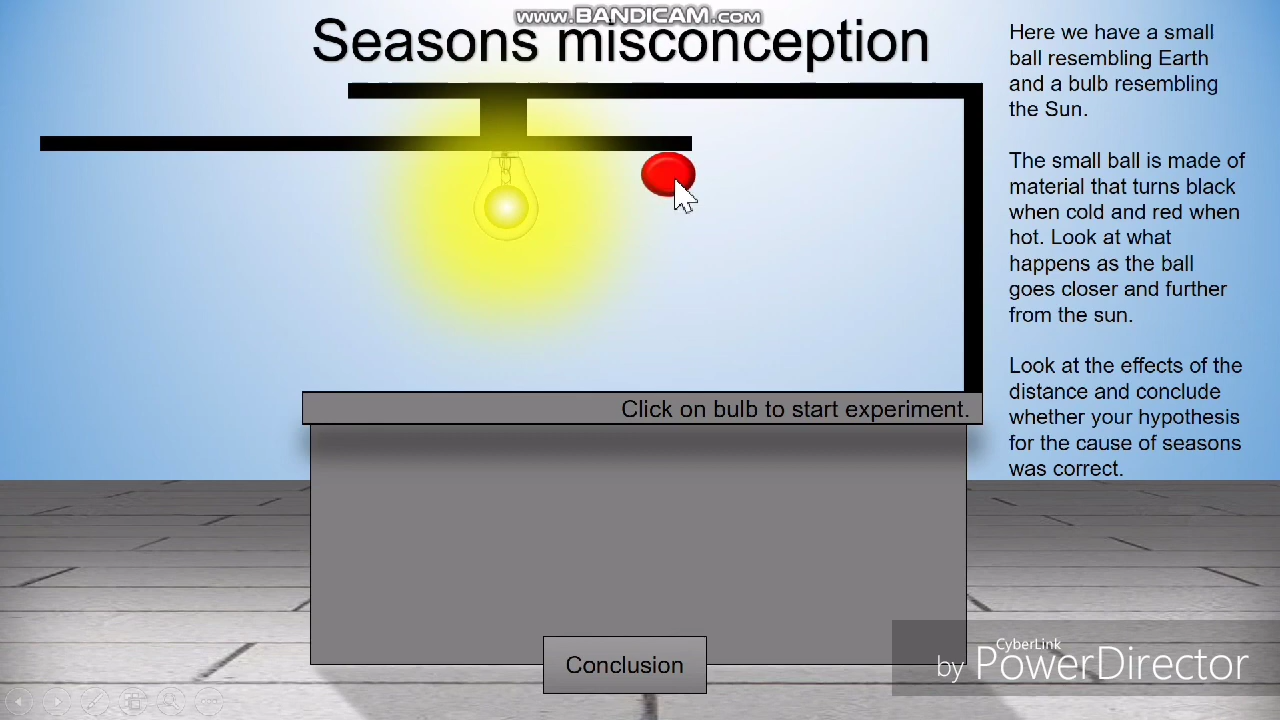 www.BANDICAM.com
Seasons misconception
Here we have a small
ball resembling Earth
and a bulb resembling
the Sun.
The small ball is made of
material that turns black
when cold and red when
hot. Look at what
happens as the ball
goes closer and further
from the sun.
Look at the effects of the
distance and conclude
whether your hypothesis
for the cause of seasons
was correct.
Click on bulb to start experiment.
Conclusion
CyberLink
by PowerDirector